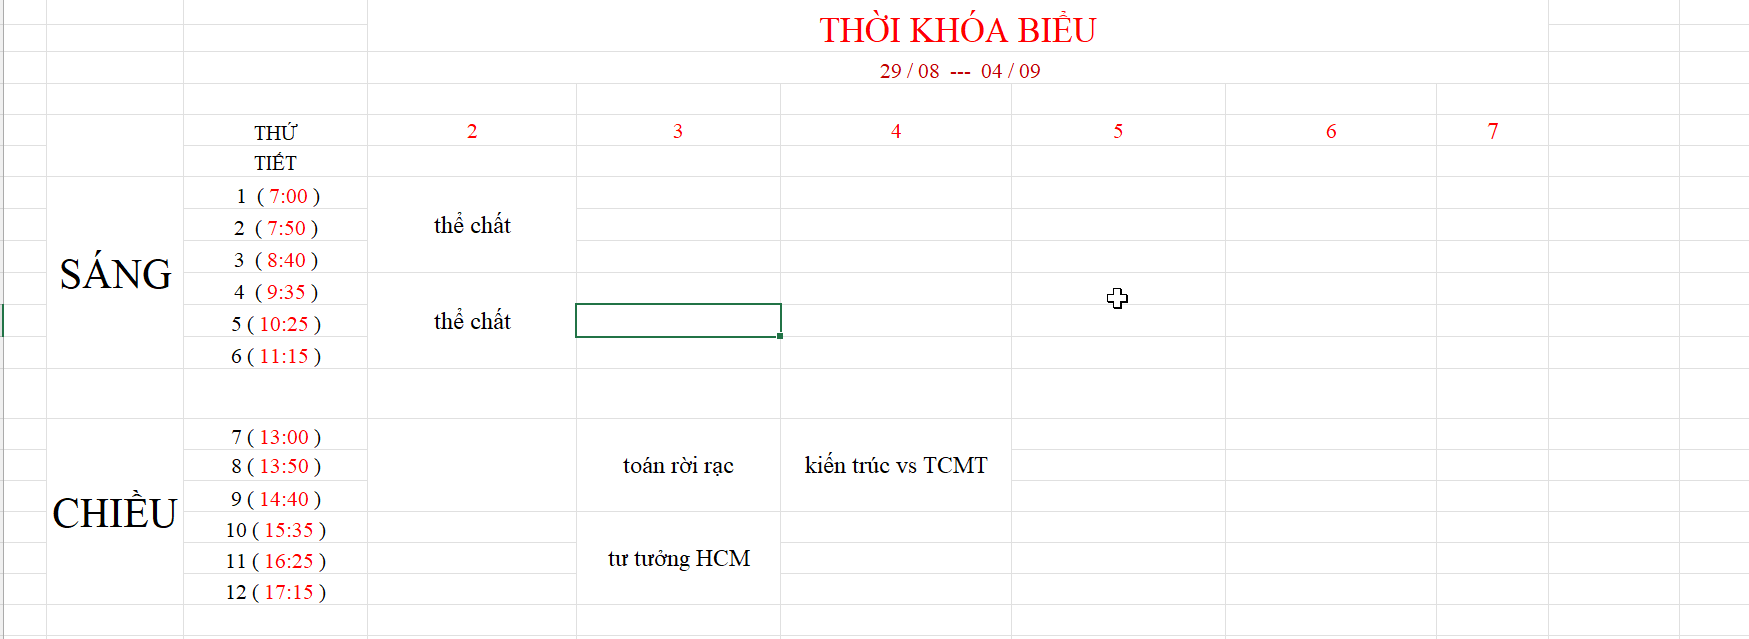 THỜI KHÓA BIỂU
29 / 08 --- 04 / 09
THỨ 2 3 4 5 6 7
TIẾT
SÁNG
1 ( 7:00 )
2 ( 7:50 )
3 ( 8:40 )
thể chất
4 ( 9:35 )
5 ( 10:25 )
6 ( 11:15 )
thể chất
CHIỀU
7 ( 13:00 )
8 ( 13:50 )
9 ( 14:40 )
toán rời rạc
kiến trúc vs TCMT
10 ( 15:35 )
11 ( 16:25 )
12 ( 17:15 )
tư tưởng HCM